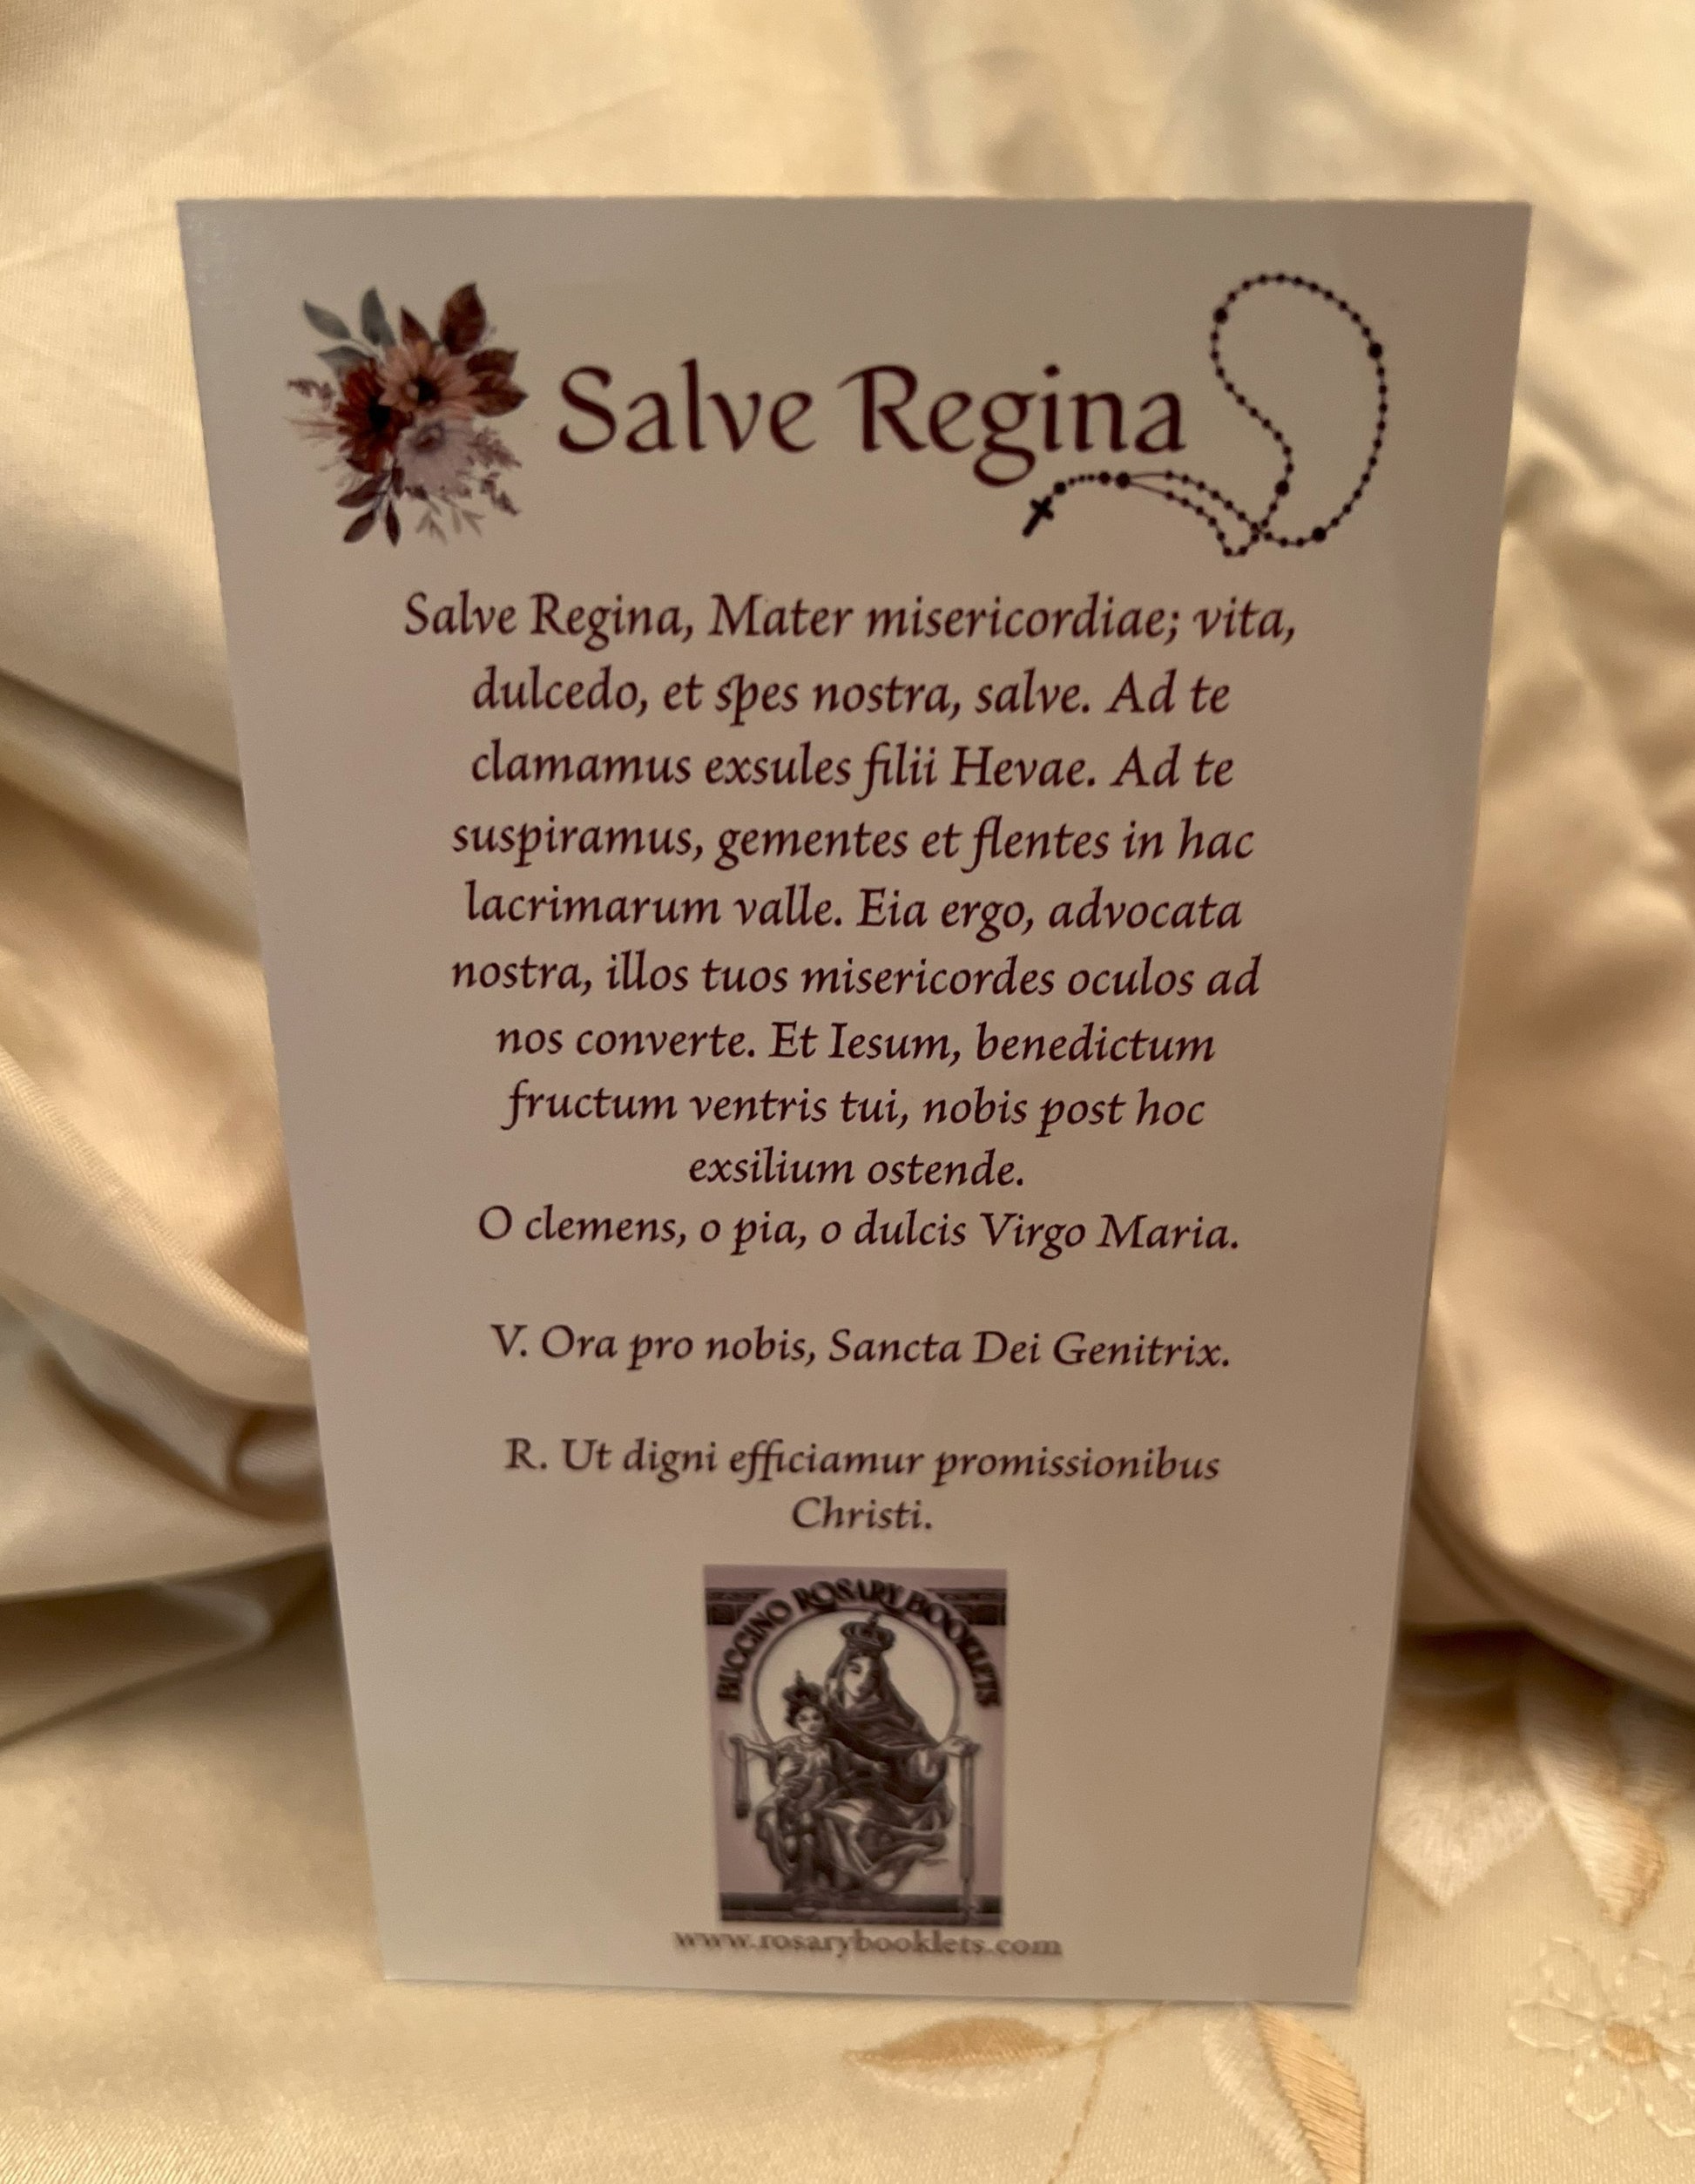 Salve Regina
Salve Regina, Mater misericordiae; vita,
dulcedo, et spes nostra, salve. Ad te
clamamus exsules filii Hevae. Ad te
suspiramus, gementes et flentes in hac
lacrimarum valle. Eia ergo, advocata
nostra, illos tuos misericordes oculos ad
nos converte. Et Iesum, benedictum
fructum ventris tui, nobis post hoc
exsilium ostende.
O clemens, o pia, o dulcis Virgo Maria.
V. Ora pro nobis, Sancta Dei Genitrix.
R. Ut digni efficiamur promissionibus
Christi.
BUCCINO ROSARY BOOKLETS
www.rosarybooklets.com